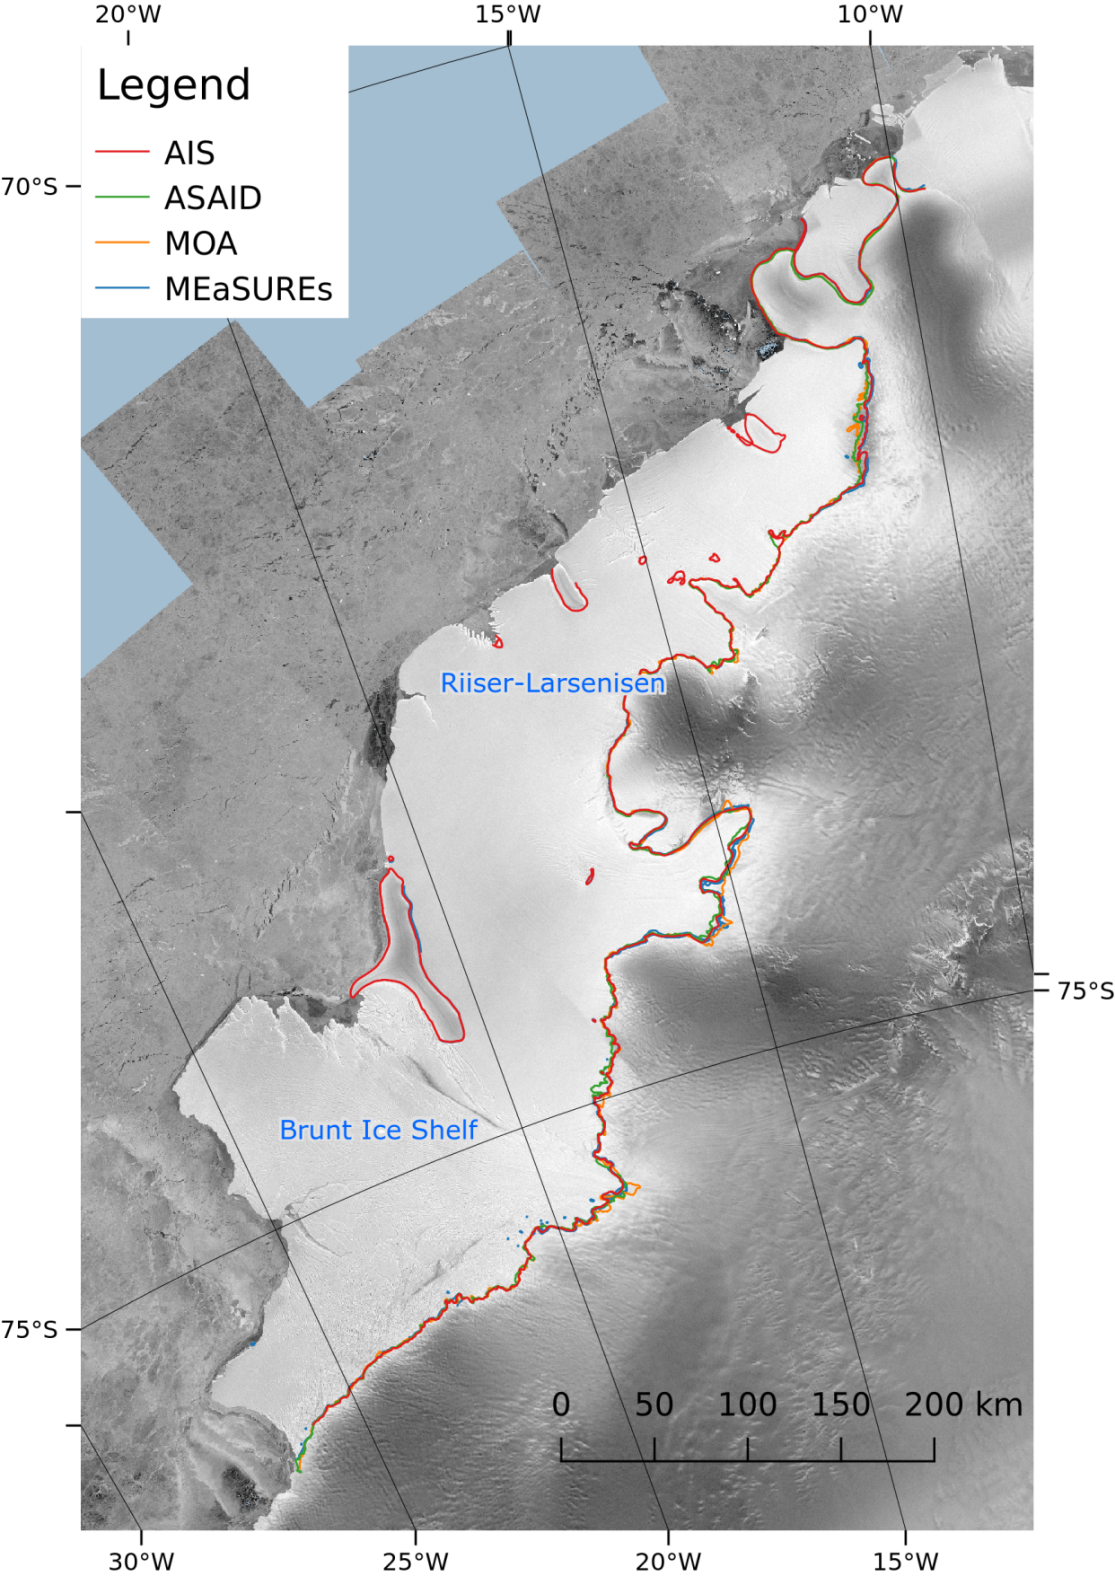 20°W 15°W 10°W
Legend
AIS
70°S
ASAID
MOA
MEaSUREs
Riiser-Larsenisen
75°S
Brunt Ice Shelf
75°S
0 50 100 150 200 km
30°W 25°W 20°W 15°W